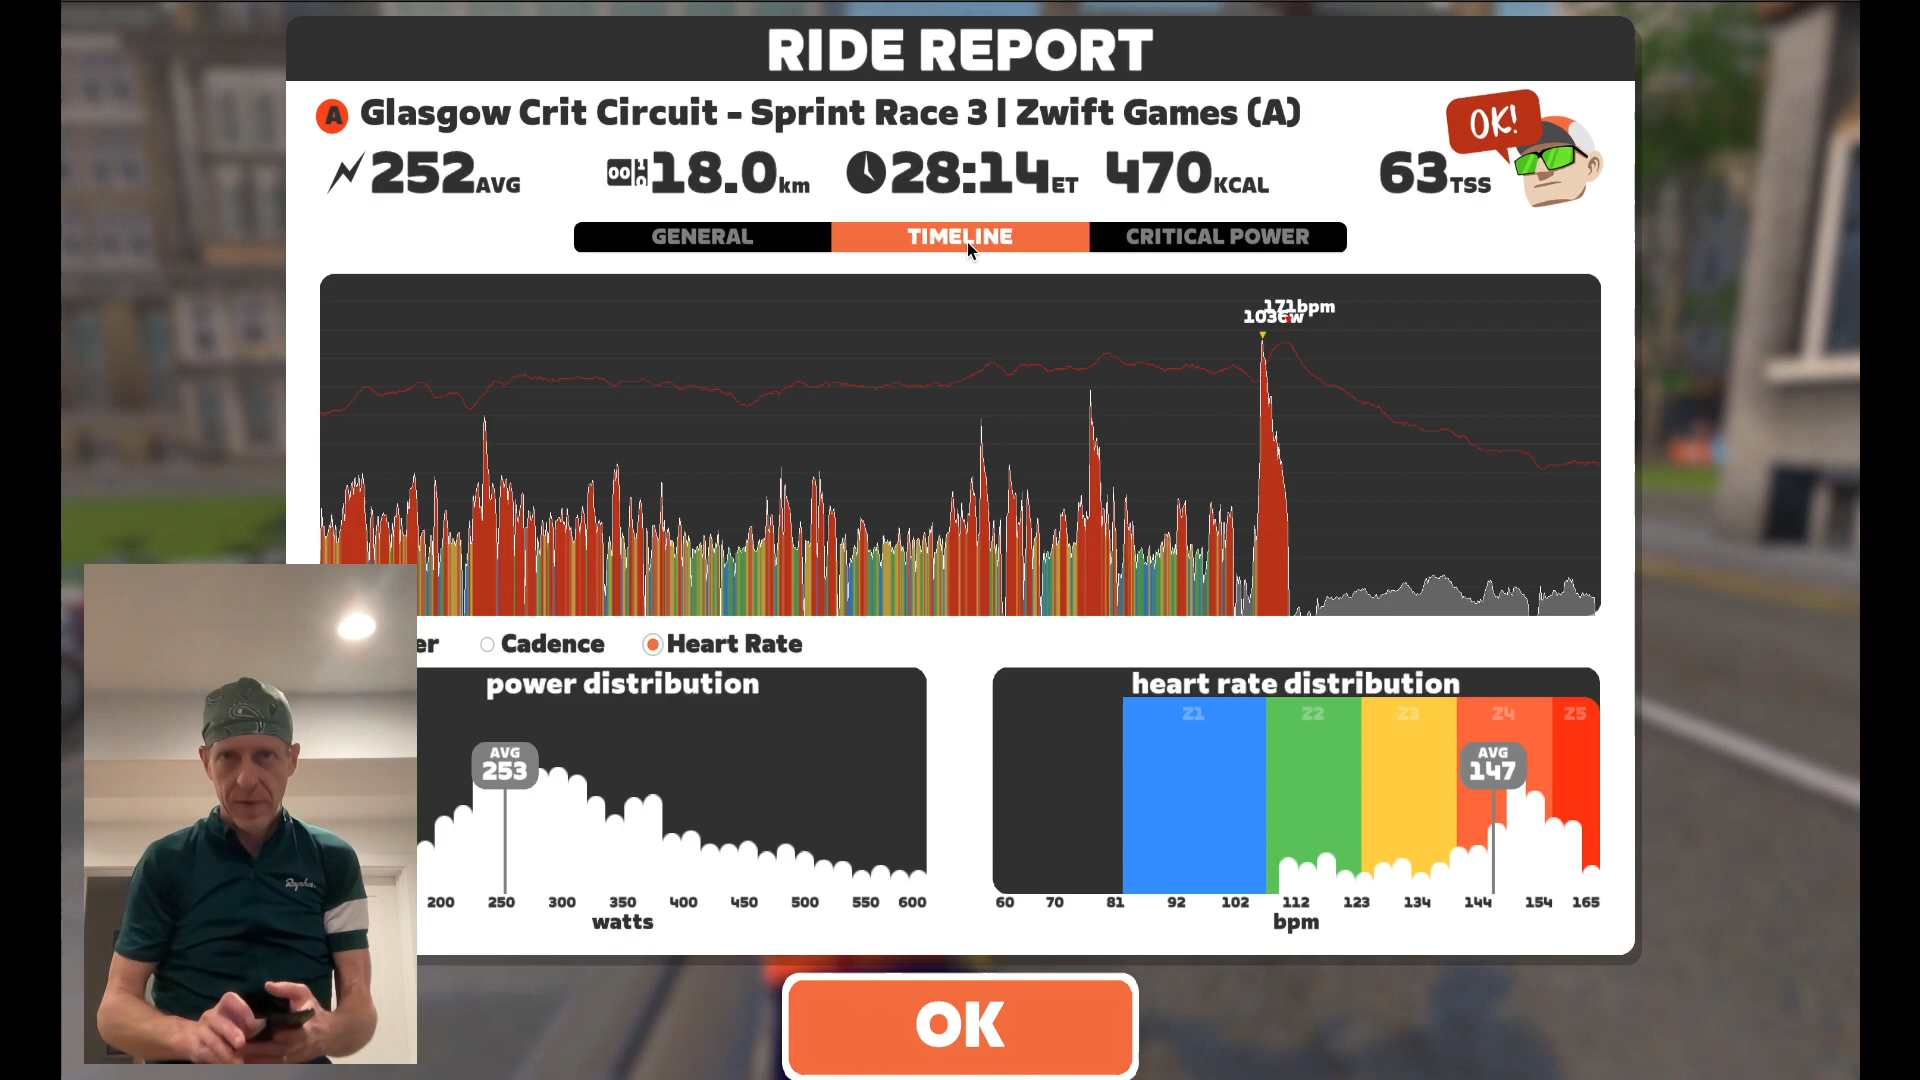 RIDE REPORT
A Glasgow Crit Circuit - Sprint Race 3 | Zwift Games (A)
OK!
252AVG 18.0km 28:14ET 470KCAL 63TSS
GENERAL TIMELINE CRITICAL POWER
171bpm
1036w
er Cadence Heart Rate
power distribution
AVG
253
200 250 300 350 400 450 500 550 600
watts
heart rate distribution
Z1 Z2 Z3 Z4 Z5
AVG
147
60 70 81 92 102 112 123 134 144 154 165
bpm
Rapha.
OK